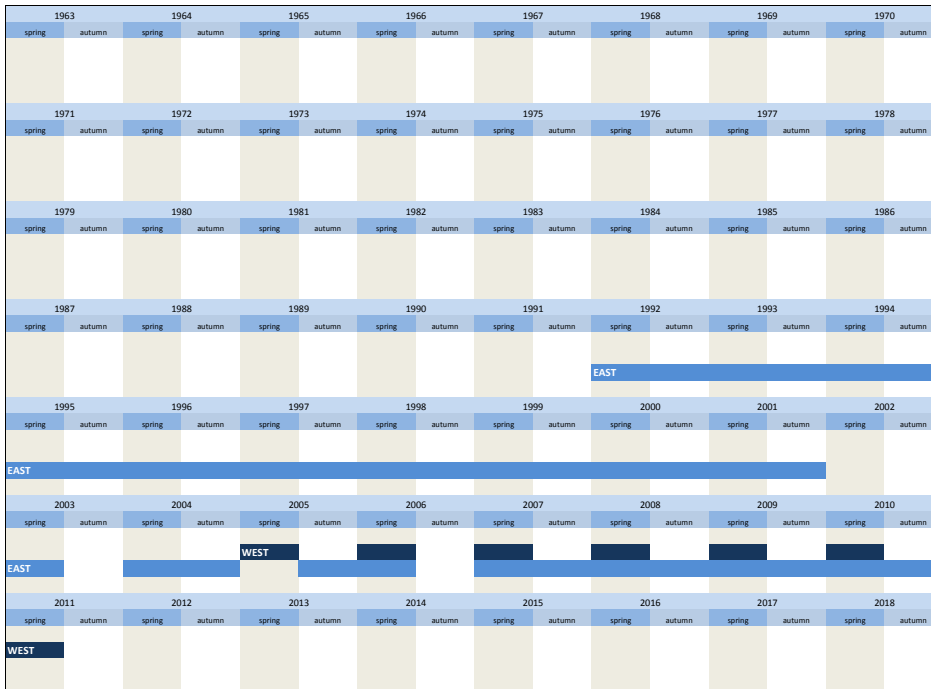 1963 1964 1965 1966 1967 1968 1969 1970
spring autumn spring autumn spring autumn spring autumn spring autumn spring autumn spring autumn spring autumn
1971 1972 1973 1974 1975 1976 1977 1978
spring autumn spring autumn spring autumn spring autumn spring autumn spring autumn spring autumn spring autumn
1979 1980 1981 1982 1983 1984 1985 1986
spring autumn spring autumn spring autumn spring autumn spring autumn spring autumn spring autumn spring autumn
1987 1988 1989 1990 1991 1992 1993 1994
spring autumn spring autumn spring autumn spring autumn spring autumn spring autumn spring autumn spring autumn
EAST
1995 1996 1997 1998 1999 2000 2001 2002
spring autumn spring autumn spring autumn spring autumn spring autumn spring autumn spring autumn spring autumn
EAST
2003 2004 2005 2006 2007 2008 2009 2010
spring autumn spring autumn spring autumn spring autumn spring autumn spring autumn spring autumn spring autumn
WEST
EAST
2011 2012 2013 2014 2015 2016 2017 2018
spring autumn spring autumn spring autumn spring autumn spring autumn spring autumn spring autumn spring autumn
WEST